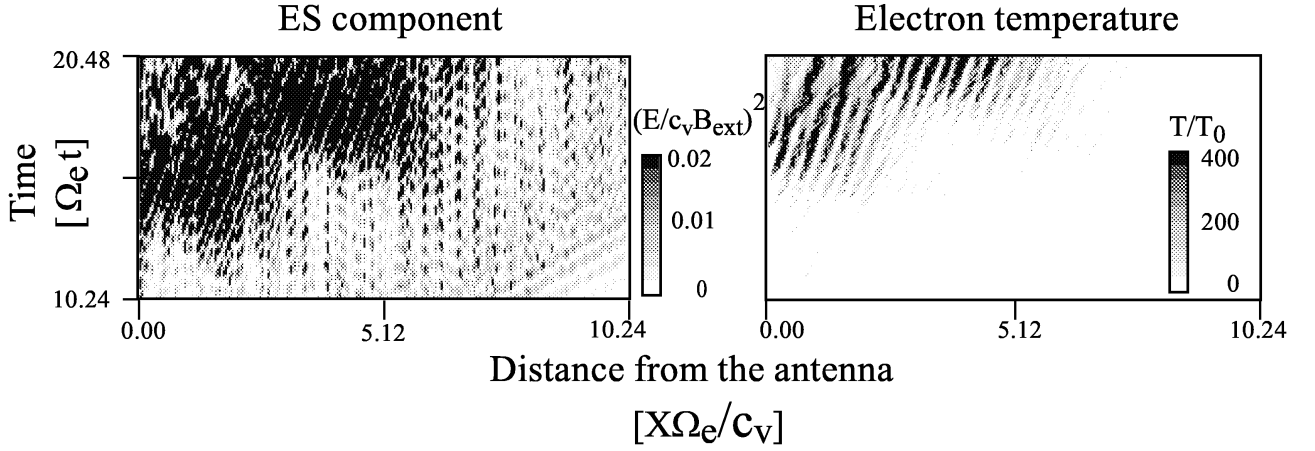 ES component
Electron temperature
20.48
10.24
Time
[Ωet]
(E/cvBext)2
0.02
0.01
0
T/T0
400
200
0
0.00
5.12
10.24
0.00
5.12
10.24
Distance from the antenna
[XΩe/cv]